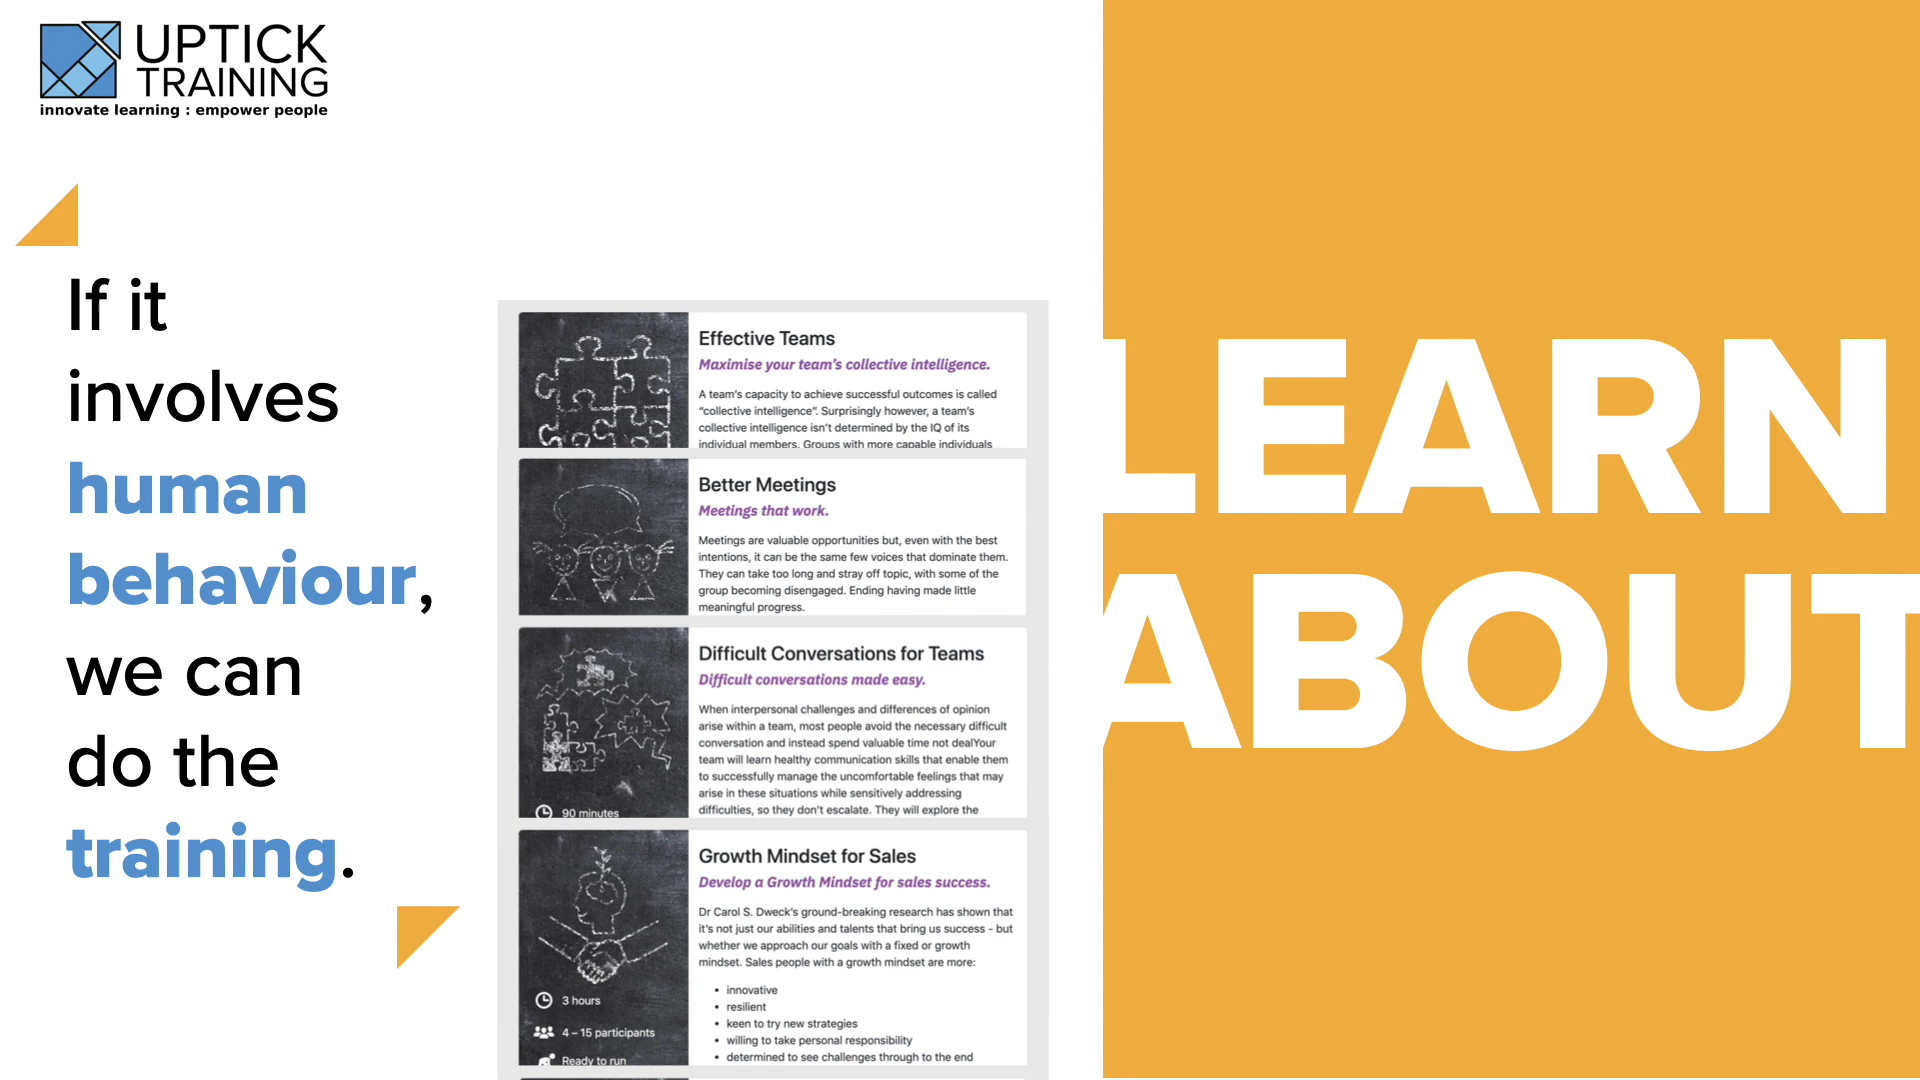 UPTICK
TRAINING
innovate learning : empower people
If it
involves
human
behaviour,
we can
do the
training.
Effective Teams
Maximise your team's collective intelligence.
A team's capacity to achieve successful outcomes is called
"collective intelligence". Surprisingly however, a team's
collective intelligence isn't determined by the IQ of its
individual members. Groups with more capable individuals
Better Meetings
Meetings that work.
Meetings are valuable opportunities but, even with the best
intentions, it can be the same few voices that dominate them.
They can take too long and stray off topic, with some of the
group becoming disengaged. Ending having made little
meaningful progress.
Difficult Conversations for Teams
Difficult conversations made easy.
When interpersonal challenges and differences of opinion
arise within a team, most people avoid the necessary difficult
conversation and instead spend valuable time not dealYour
team will learn healthy communication skills that enable them
to successfully manage the uncomfortable feelings that may
arise in these situations while sensitively addressing
difficulties, so they don't escalate. They will explore the
90 minutes
Growth Mindset for Sales
Develop a Growth Mindset for sales success.
Dr Carol S. Dweck's ground-breaking research has shown that
it's not just our abilities and talents that bring us success - but
whether we approach our goals with a fixed or growth
mindset. Sales people with a growth mindset are more:
• innovative
• resilient
• keen to try new strategies
• willing to take personal responsibility
• determined to see challenges through to the end
3 hours
4 – 15 participants
Ready to run
LEARN
ABOUT